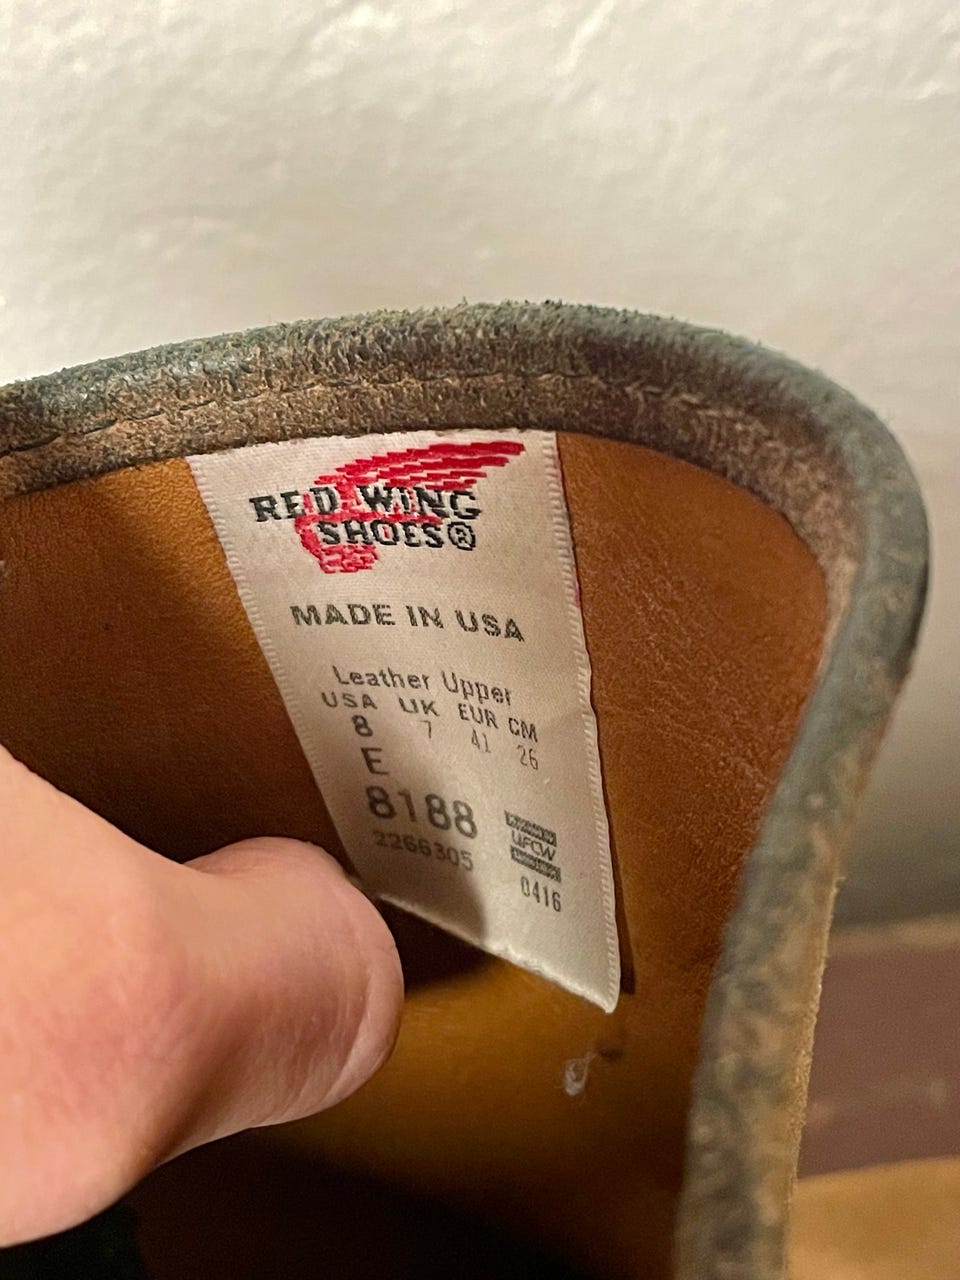 RED WING
SHOES®
MADE IN USA
Leather Upper
USA UK EUR CM
8 7 41 26
E
8188
2266305
UFCW
0416